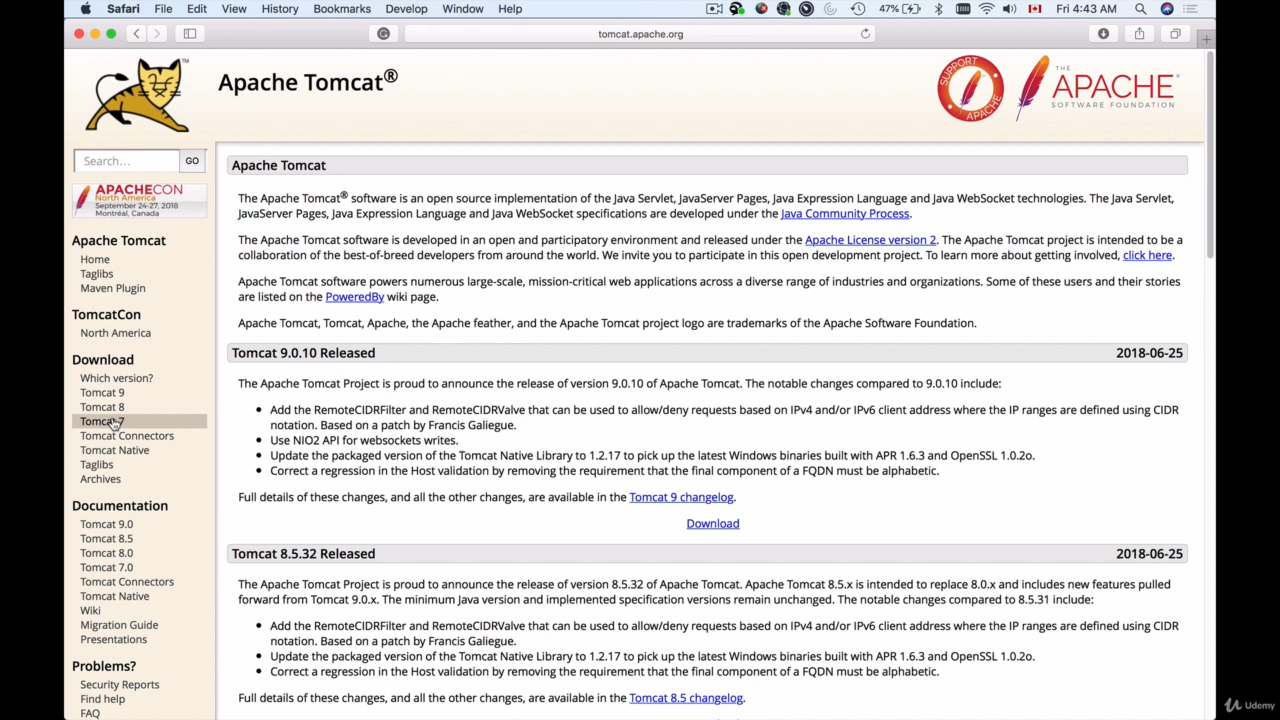 Safari File Edit View History Bookmarks Develop Window Help 47% Fri 4:43 AM
tomcat.apache.org
Apache Tomcat®
SUPPORT APACHE
THE APACHE® SOFTWARE FOUNDATION
TM
Search... GO
APACHECON
North America
September 24-27, 2018
Montréal, Canada
Apache Tomcat
Home
Taglibs
Maven Plugin
TomcatCon
North America
Download
Which version?
Tomcat 9
Tomcat 8
Tomcat 7
Tomcat Connectors
Tomcat Native
Taglibs
Archives
Documentation
Tomcat 9.0
Tomcat 8.5
Tomcat 8.0
Tomcat 7.0
Tomcat Connectors
Tomcat Native
Wiki
Migration Guide
Presentations
Problems?
Security Reports
Find help
FAQ
Apache Tomcat
The Apache Tomcat® software is an open source implementation of the Java Servlet, JavaServer Pages, Java Expression Language and Java WebSocket technologies. The Java Servlet,
JavaServer Pages, Java Expression Language and Java WebSocket specifications are developed under the Java Community Process.
The Apache Tomcat software is developed in an open and participatory environment and released under the Apache License version 2. The Apache Tomcat project is intended to be a
collaboration of the best-of-breed developers from around the world. We invite you to participate in this open development project. To learn more about getting involved, click here.
Apache Tomcat software powers numerous large-scale, mission-critical web applications across a diverse range of industries and organizations. Some of these users and their stories
are listed on the PoweredBy wiki page.
Apache Tomcat, Tomcat, Apache, the Apache feather, and the Apache Tomcat project logo are trademarks of the Apache Software Foundation.
Tomcat 9.0.10 Released 2018-06-25
The Apache Tomcat Project is proud to announce the release of version 9.0.10 of Apache Tomcat. The notable changes compared to 9.0.10 include:
• Add the RemoteCIDRFilter and RemoteCIDRValve that can be used to allow/deny requests based on IPv4 and/or IPv6 client address where the IP ranges are defined using CIDR
notation. Based on a patch by Francis Galiegue.
• Use NIO2 API for websockets writes.
• Update the packaged version of the Tomcat Native Library to 1.2.17 to pick up the latest Windows binaries built with APR 1.6.3 and OpenSSL 1.0.2o.
• Correct a regression in the Host validation by removing the requirement that the final component of a FQDN must be alphabetic.
Full details of these changes, and all the other changes, are available in the Tomcat 9 changelog.
Download
Tomcat 8.5.32 Released 2018-06-25
The Apache Tomcat Project is proud to announce the release of version 8.5.32 of Apache Tomcat. Apache Tomcat 8.5.x is intended to replace 8.0.x and includes new features pulled
forward from Tomcat 9.0.x. The minimum Java version and implemented specification versions remain unchanged. The notable changes compared to 8.5.31 include:
• Add the RemoteCIDRFilter and RemoteCIDRValve that can be used to allow/deny requests based on IPv4 and/or IPv6 client address where the IP ranges are defined using CIDR
notation. Based on a patch by Francis Galiegue.
• Update the packaged version of the Tomcat Native Library to 1.2.17 to pick up the latest Windows binaries built with APR 1.6.3 and OpenSSL 1.0.2o.
• Correct a regression in the Host validation by removing the requirement that the final component of a FQDN must be alphabetic.
Full details of these changes, and all the other changes, are available in the Tomcat 8.5 changelog.
Udemy